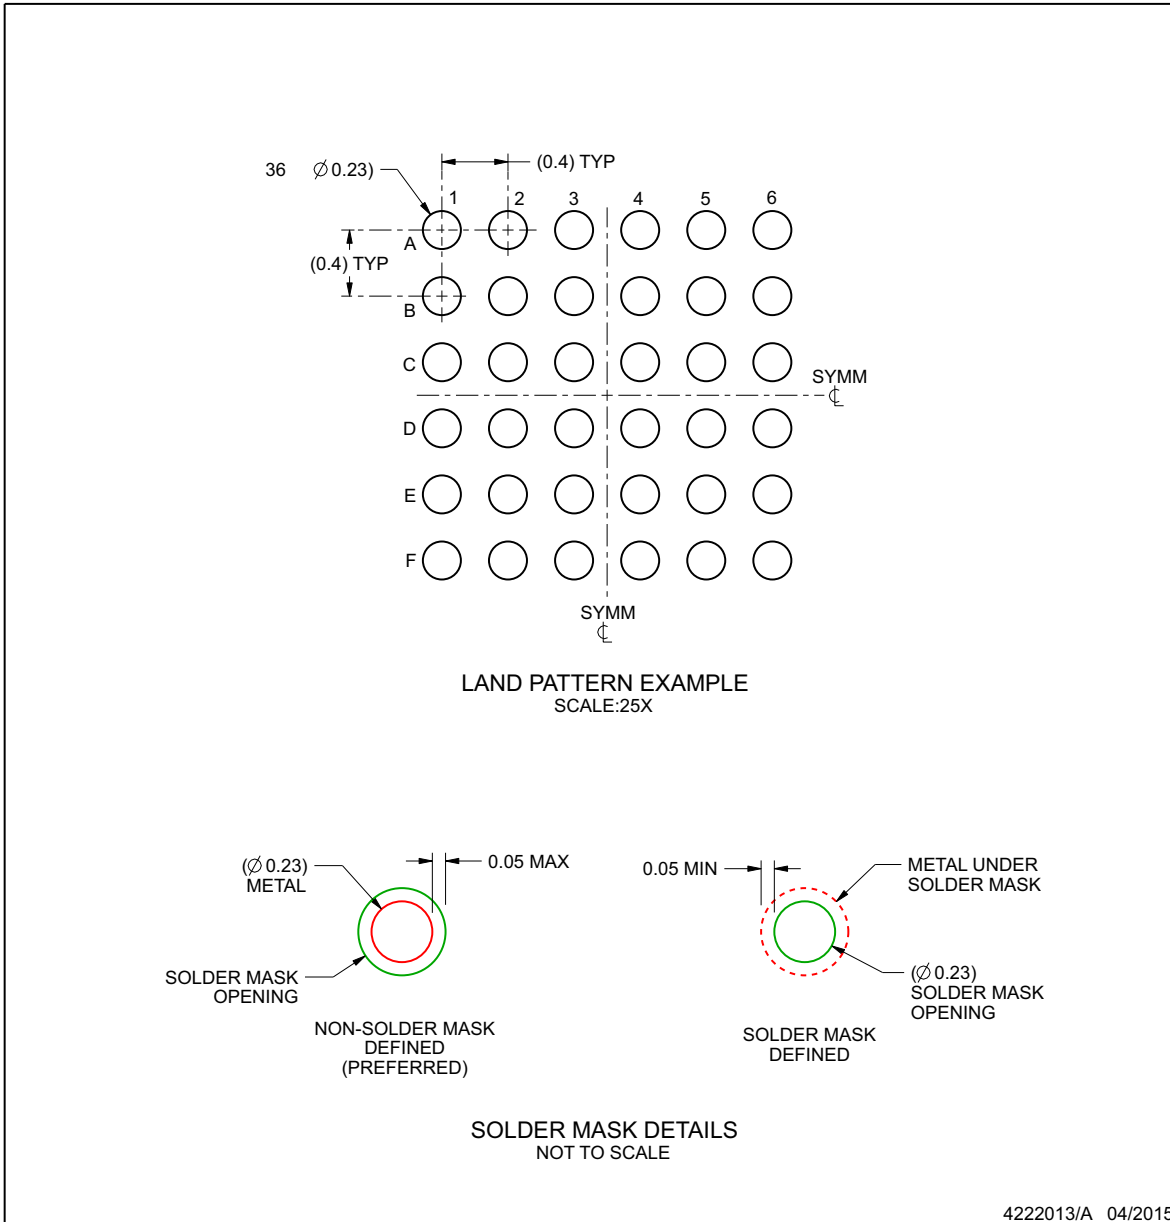 36 Ø0.23)
(0.4) TYP
1 2 3 4 5 6
A
(0.4) TYP
B
C
SYMM
℄
D
E
F
SYMM
℄
LAND PATTERN EXAMPLE
SCALE:25X
(Ø0.23)
METAL
0.05 MAX
SOLDER MASK
OPENING
NON-SOLDER MASK
DEFINED
(PREFERRED)
0.05 MIN
METAL UNDER
SOLDER MASK
(Ø0.23)
SOLDER MASK
OPENING
SOLDER MASK
DEFINED
SOLDER MASK DETAILS
NOT TO SCALE
4222013/A 04/2015